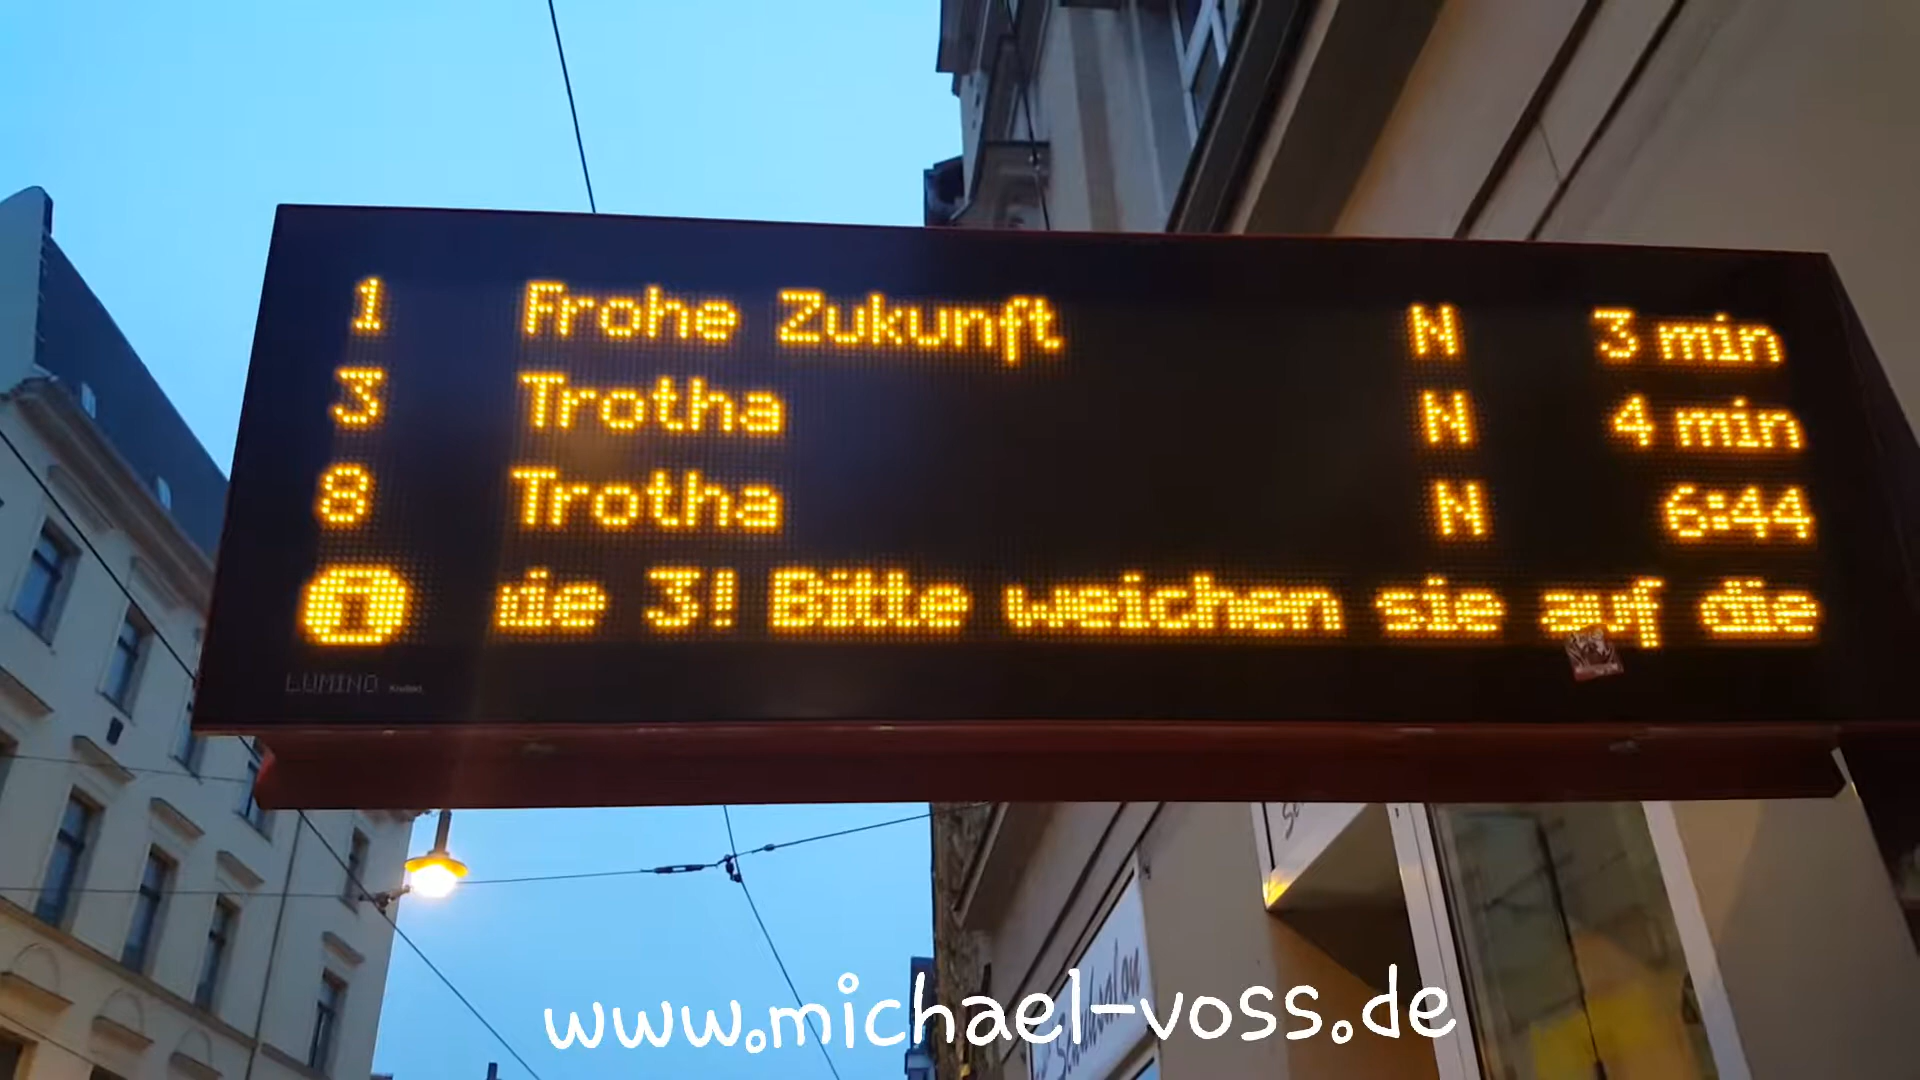 1 Frohe Zukunft N 3 min
3 Trotha N 4 min
8 Trotha N 6:44
die 3! Bitte weichen sie auf die
LUMINO
www.michael-voss.de